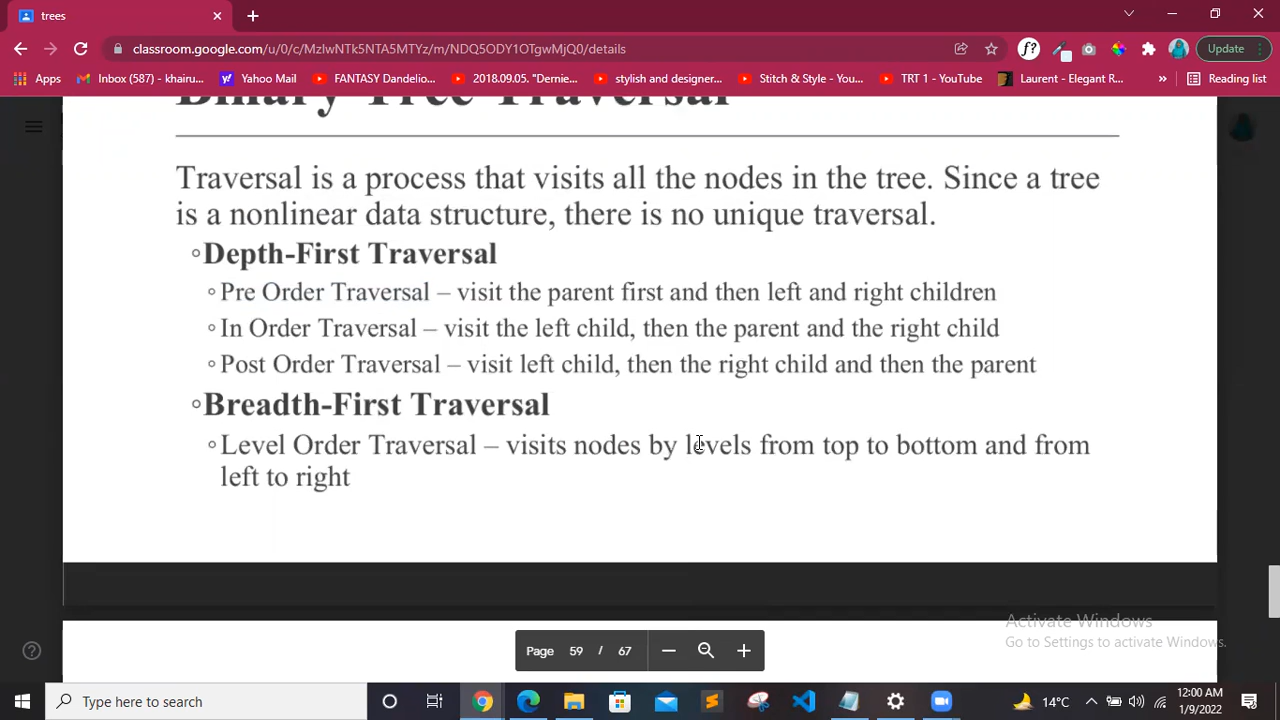 trees
classroom.google.com/u/0/c/MzIwNTk5NTA5MTYz/m/NDQ5ODY1OTgwMjQ0/details
Update
Apps
Inbox (587) - khairu...
Yahoo Mail
FANTASY Dandelio...
2018.09.05. "Dernie...
stylish and designer...
Stitch & Style - You...
TRT 1 - YouTube
Laurent - Elegant R...
»
Reading list
Binary Tree Traversal
Traversal is a process that visits all the nodes in the tree. Since a tree
is a nonlinear data structure, there is no unique traversal.
◦Depth-First Traversal
◦Pre Order Traversal – visit the parent first and then left and right children
◦In Order Traversal – visit the left child, then the parent and the right child
◦Post Order Traversal – visit left child, then the right child and then the parent
◦Breadth-First Traversal
◦Level Order Traversal – visits nodes by levels from top to bottom and from
left to right
Activate Windows
Go to Settings to activate Windows.
Page 59 / 67
Type here to search
14°C
12:00 AM
1/9/2022